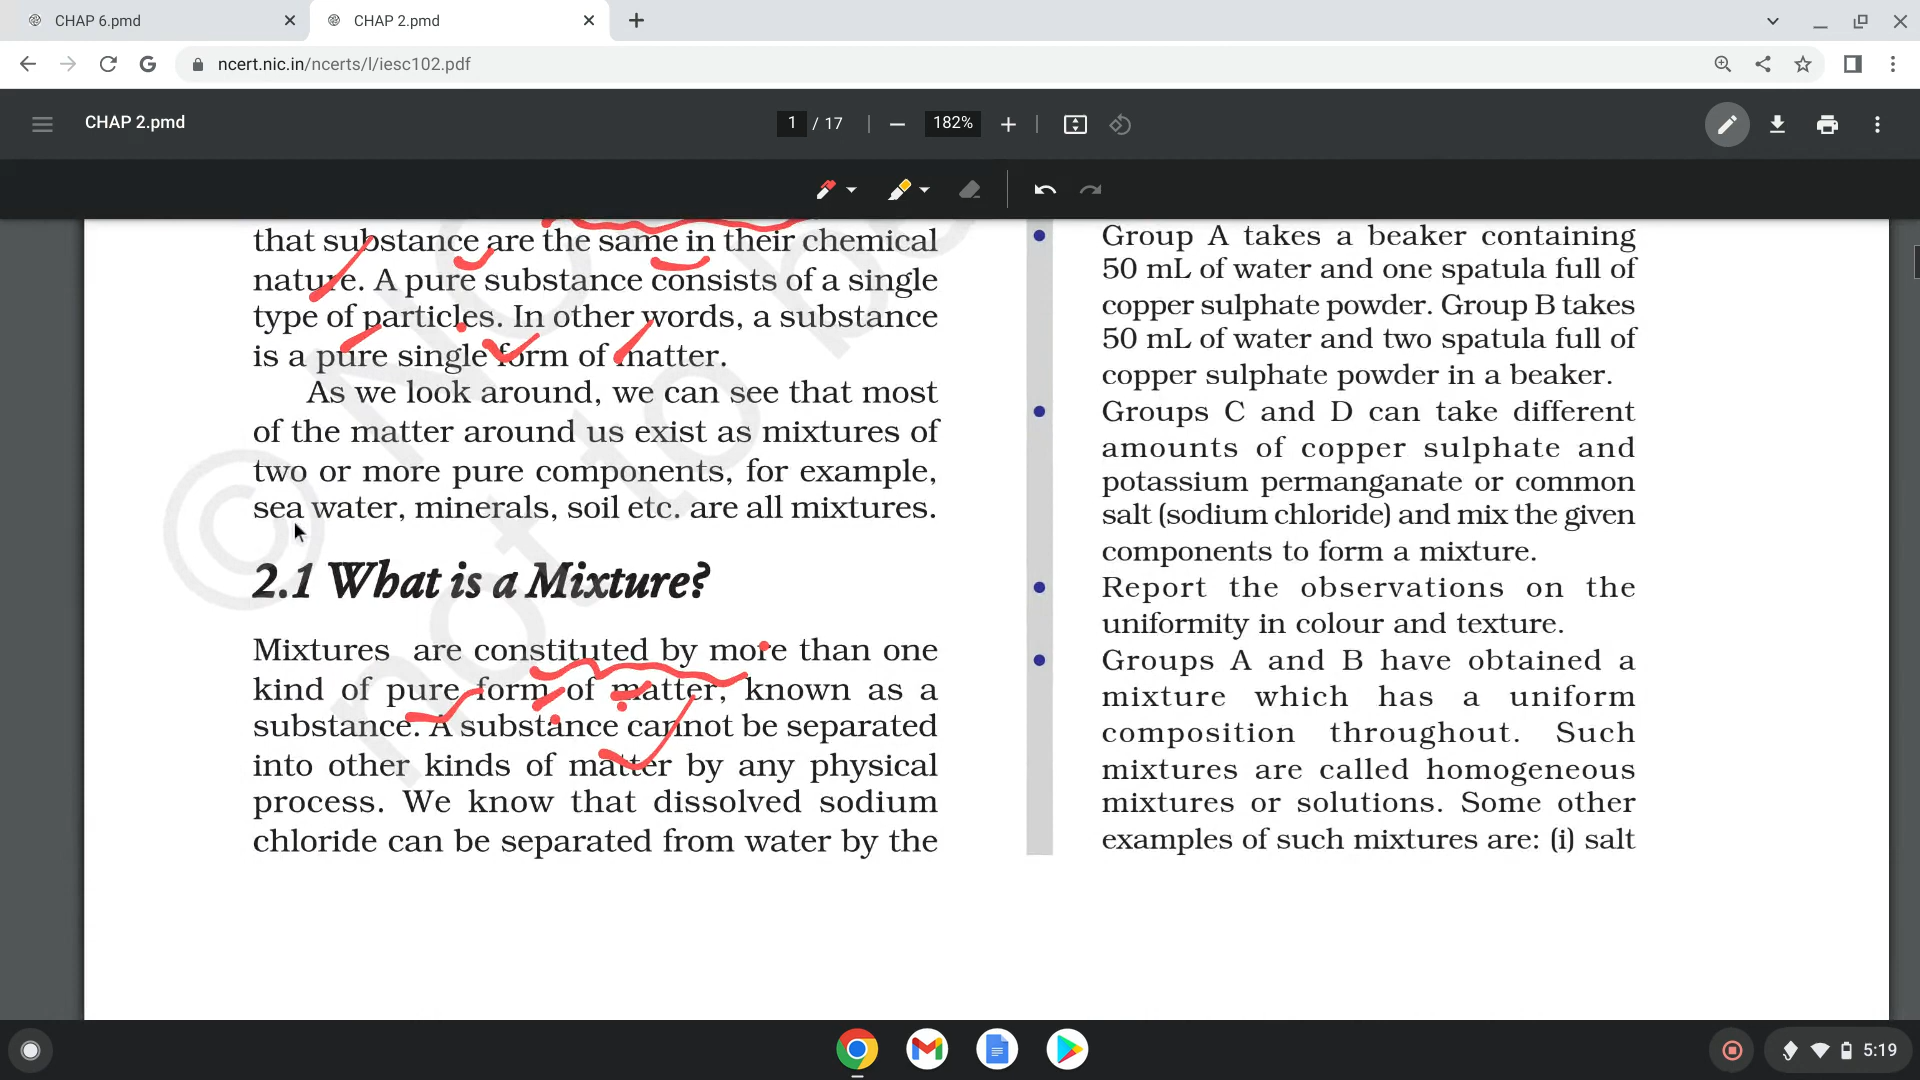 CHAP 6.pmd
CHAP 2.pmd
ncert.nic.in/ncerts/l/iesc102.pdf
CHAP 2.pmd
1 / 17
182%
that substance are the same in their chemical
nature. A pure substance consists of a single
type of particles. In other words, a substance
is a pure single form of matter.
As we look around, we can see that most
of the matter around us exist as mixtures of
two or more pure components, for example,
sea water, minerals, soil etc. are all mixtures.
2.1 What is a Mixture?
Mixtures are constituted by more than one
kind of pure form of matter, known as a
substance. A substance cannot be separated
into other kinds of matter by any physical
process. We know that dissolved sodium
chloride can be separated from water by the
• Group A takes a beaker containing
50 mL of water and one spatula full of
copper sulphate powder. Group B takes
50 mL of water and two spatula full of
copper sulphate powder in a beaker.
• Groups C and D can take different
amounts of copper sulphate and
potassium permanganate or common
salt (sodium chloride) and mix the given
components to form a mixture.
• Report the observations on the
uniformity in colour and texture.
• Groups A and B have obtained a
mixture which has a uniform
composition throughout. Such
mixtures are called homogeneous
mixtures or solutions. Some other
examples of such mixtures are: (i) salt
© NC
not to be
5:19